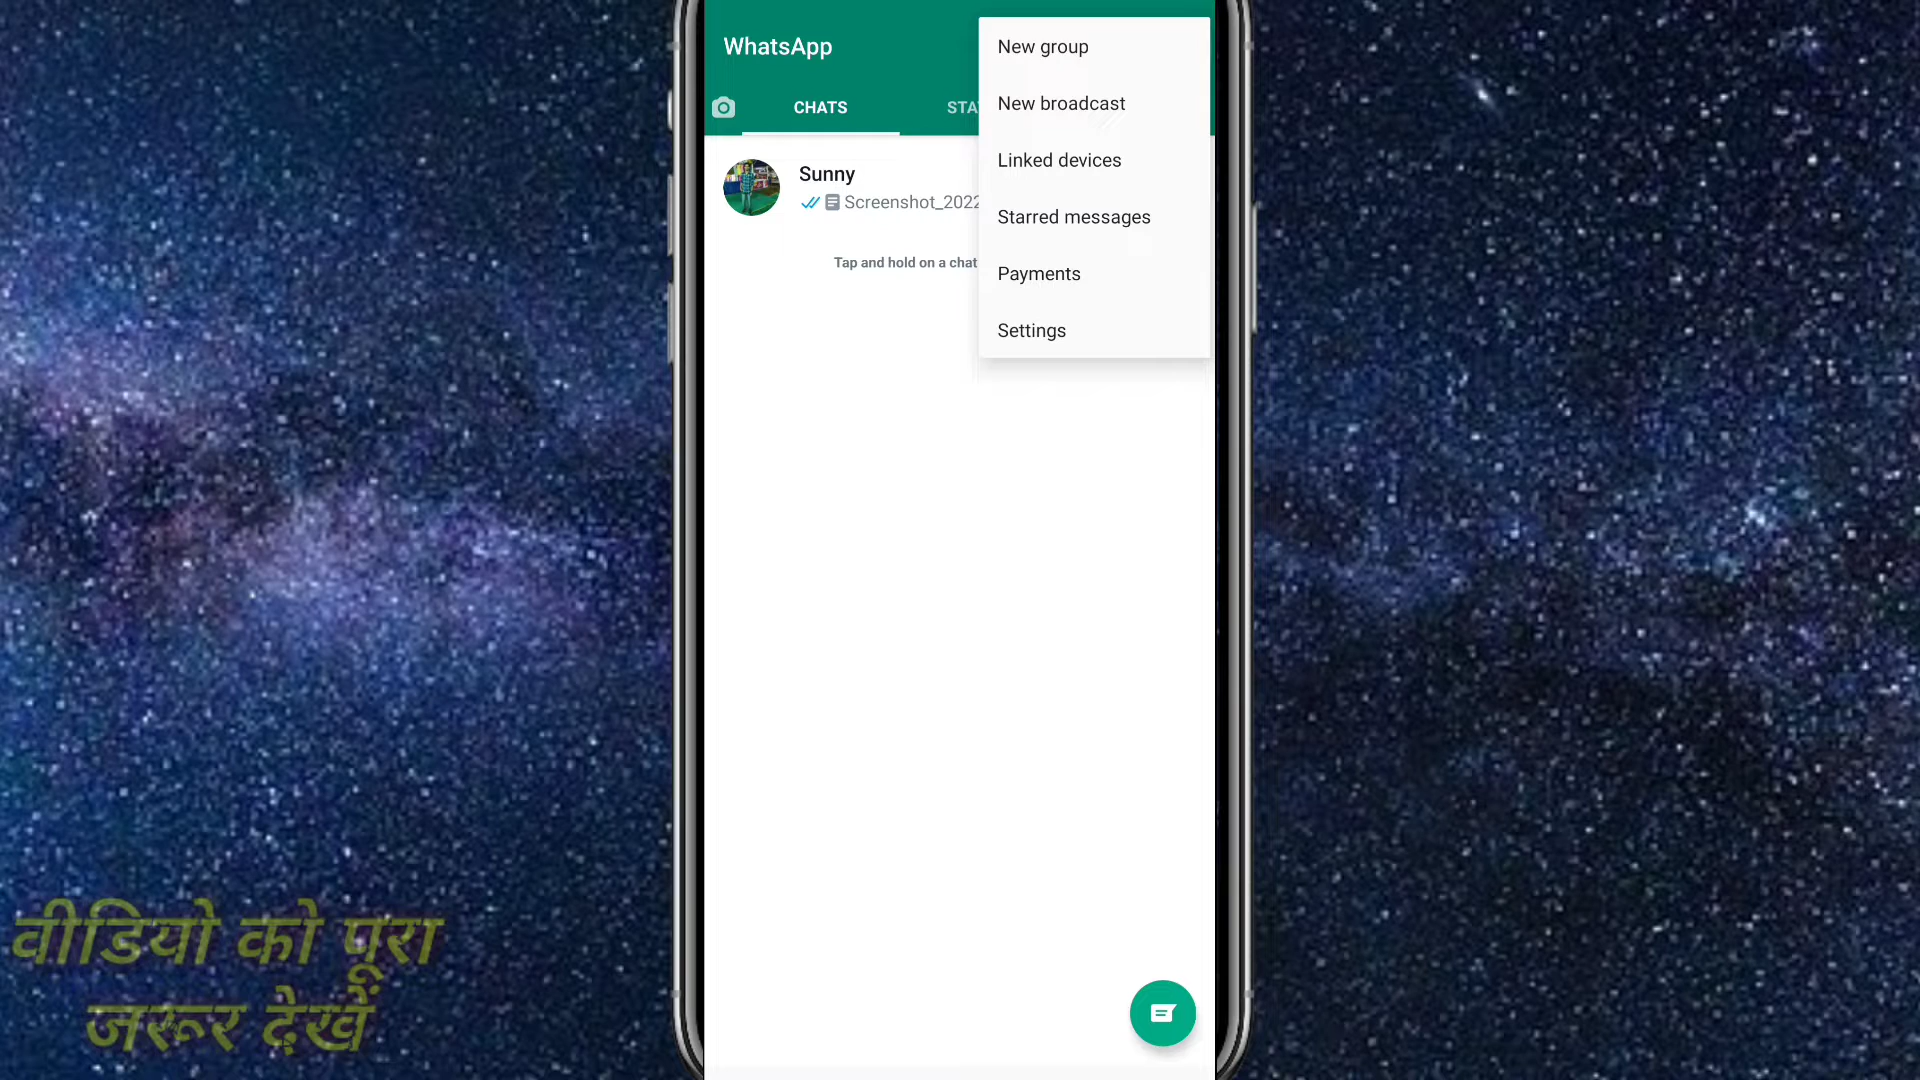 WhatsApp
CHATS
STA
New group
New broadcast
Linked devices
Starred messages
Payments
Settings
Sunny
Screenshot_2022
Tap and hold on a chat
वीडियो को पूरा
जरूर देखें